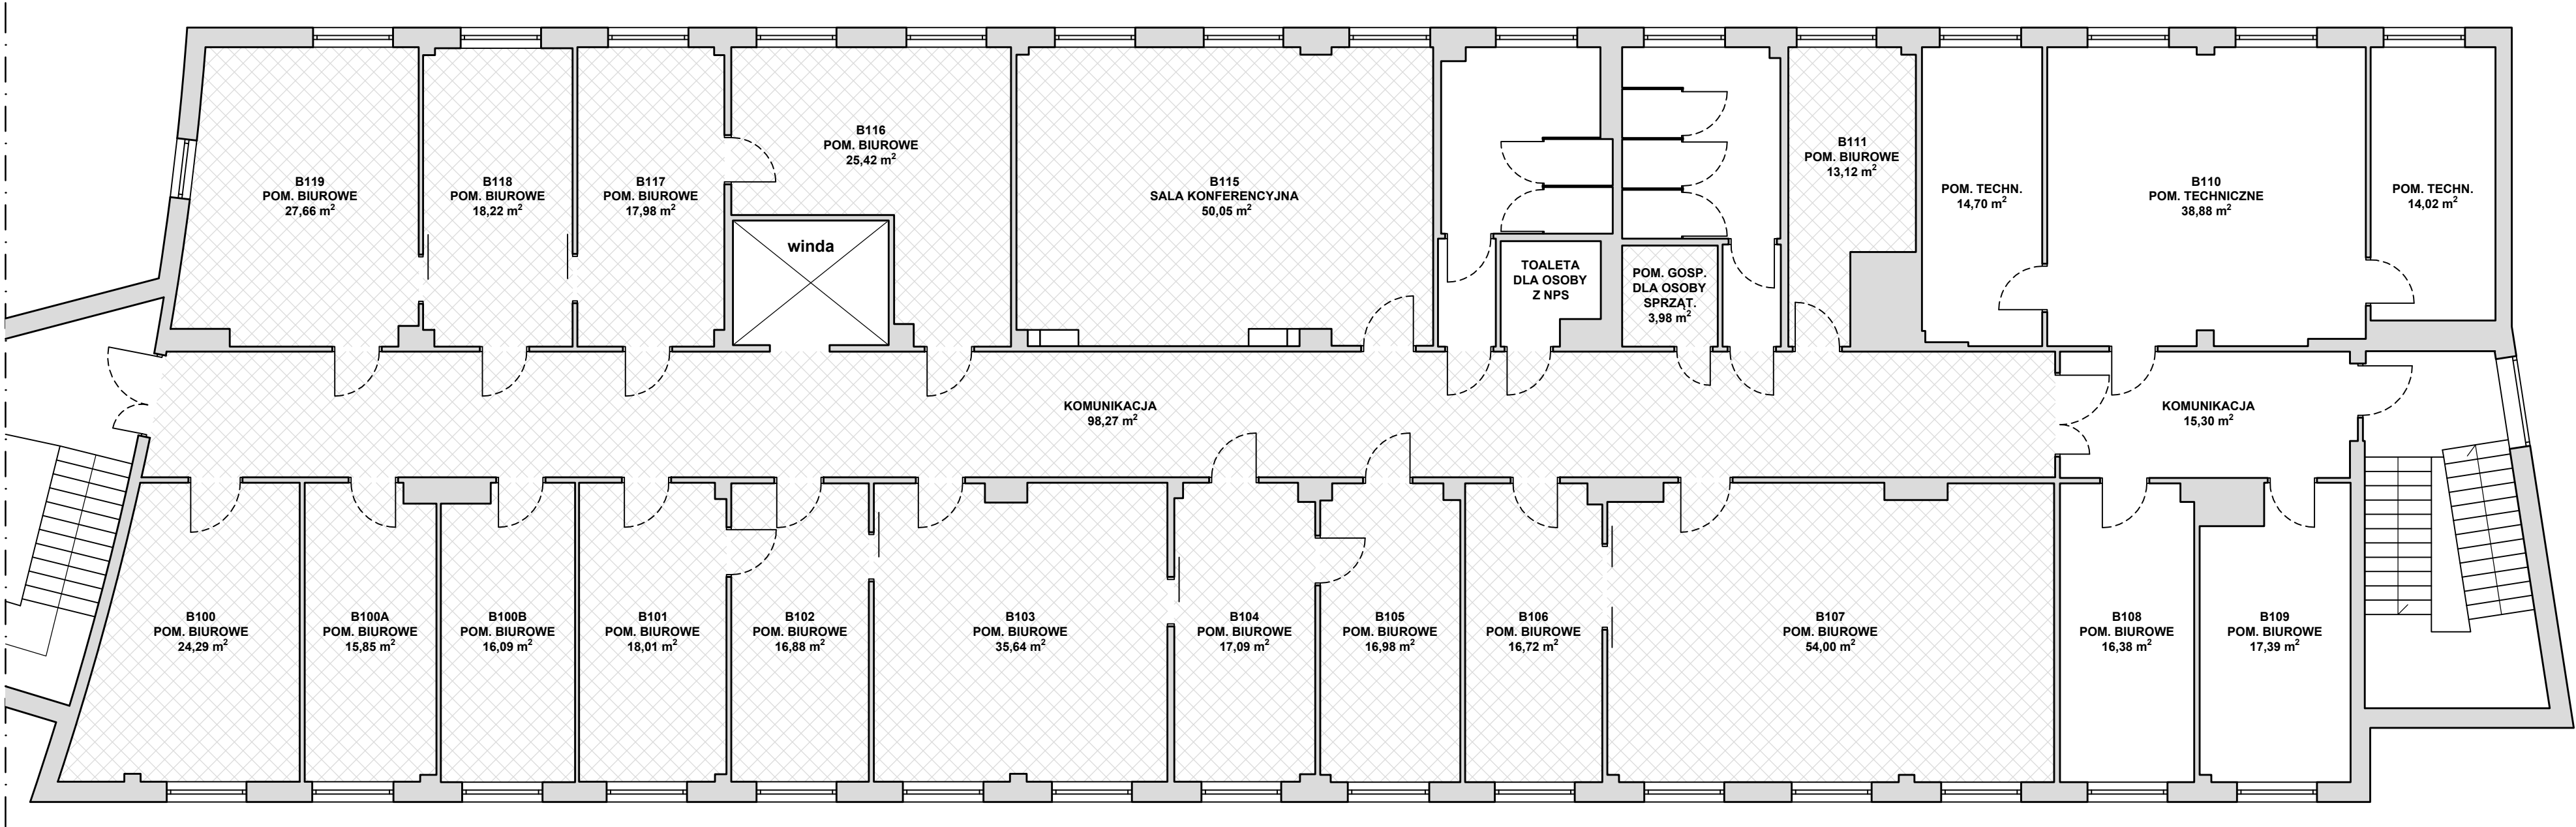 B119
POM. BIUROWE
27,66 m²
B118
POM. BIUROWE
18,22 m²
B117
POM. BIUROWE
17,98 m²
B116
POM. BIUROWE
25,42 m²
winda
B115
SALA KONFERENCYJNA
50,05 m²
TOALETA
DLA OSOBY
Z NPS
POM. GOSP.
DLA OSOBY
SPRZĄT.
3,98 m²
B111
POM. BIUROWE
13,12 m²
POM. TECHN.
14,70 m²
B110
POM. TECHNICZNE
38,88 m²
POM. TECHN.
14,02 m²
KOMUNIKACJA
98,27 m²
KOMUNIKACJA
15,30 m²
B100
POM. BIUROWE
24,29 m²
B100A
POM. BIUROWE
15,85 m²
B100B
POM. BIUROWE
16,09 m²
B101
POM. BIUROWE
18,01 m²
B102
POM. BIUROWE
16,88 m²
B103
POM. BIUROWE
35,64 m²
B104
POM. BIUROWE
17,09 m²
B105
POM. BIUROWE
16,98 m²
B106
POM. BIUROWE
16,72 m²
B107
POM. BIUROWE
54,00 m²
B108
POM. BIUROWE
16,38 m²
B109
POM. BIUROWE
17,39 m²